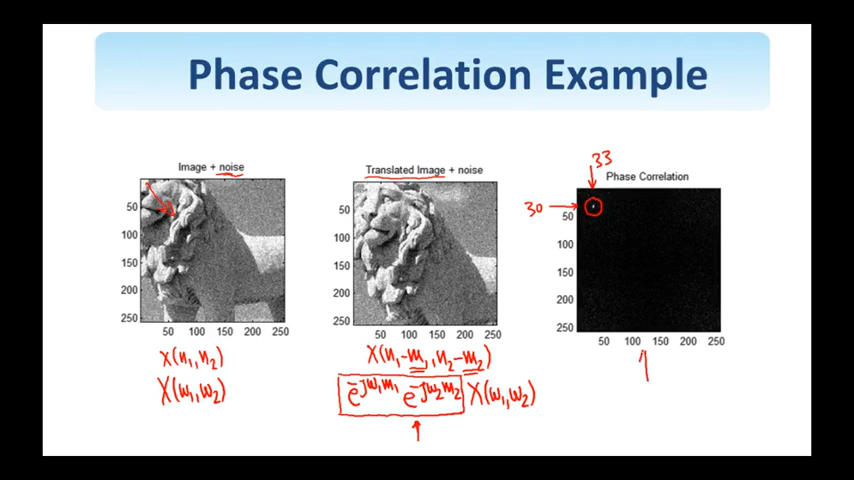 Phase Correlation Example
Image + noise
Translated Image + noise
33
Phase Correlation
30
50
100
150
200
250
50 100 150 200 250
50
100
150
200
250
50 100 150 200 250
50
100
150
200
250
50 100 150 200 250
x(n₁,n₂)
X(ω₁,ω₂)
x(n₁-m₁,n₂-m₂)
e^-jω₁m₁ e^-jω₂m₂ X(ω₁,ω₂)